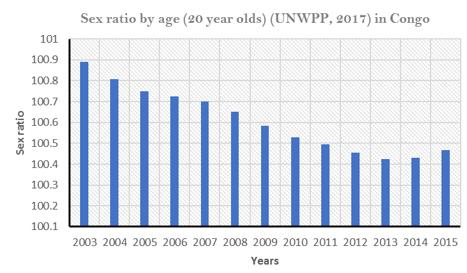 Sex ratio by age (20 year olds) (UNWPP, 2017) in Congo
101
100.9
100.8
100.7
100.6
100.5
100.4
100.3
100.2
100.1
Sex ratio
2003 2004 2005 2006 2007 2008 2009 2010 2011 2012 2013 2014 2015
Years